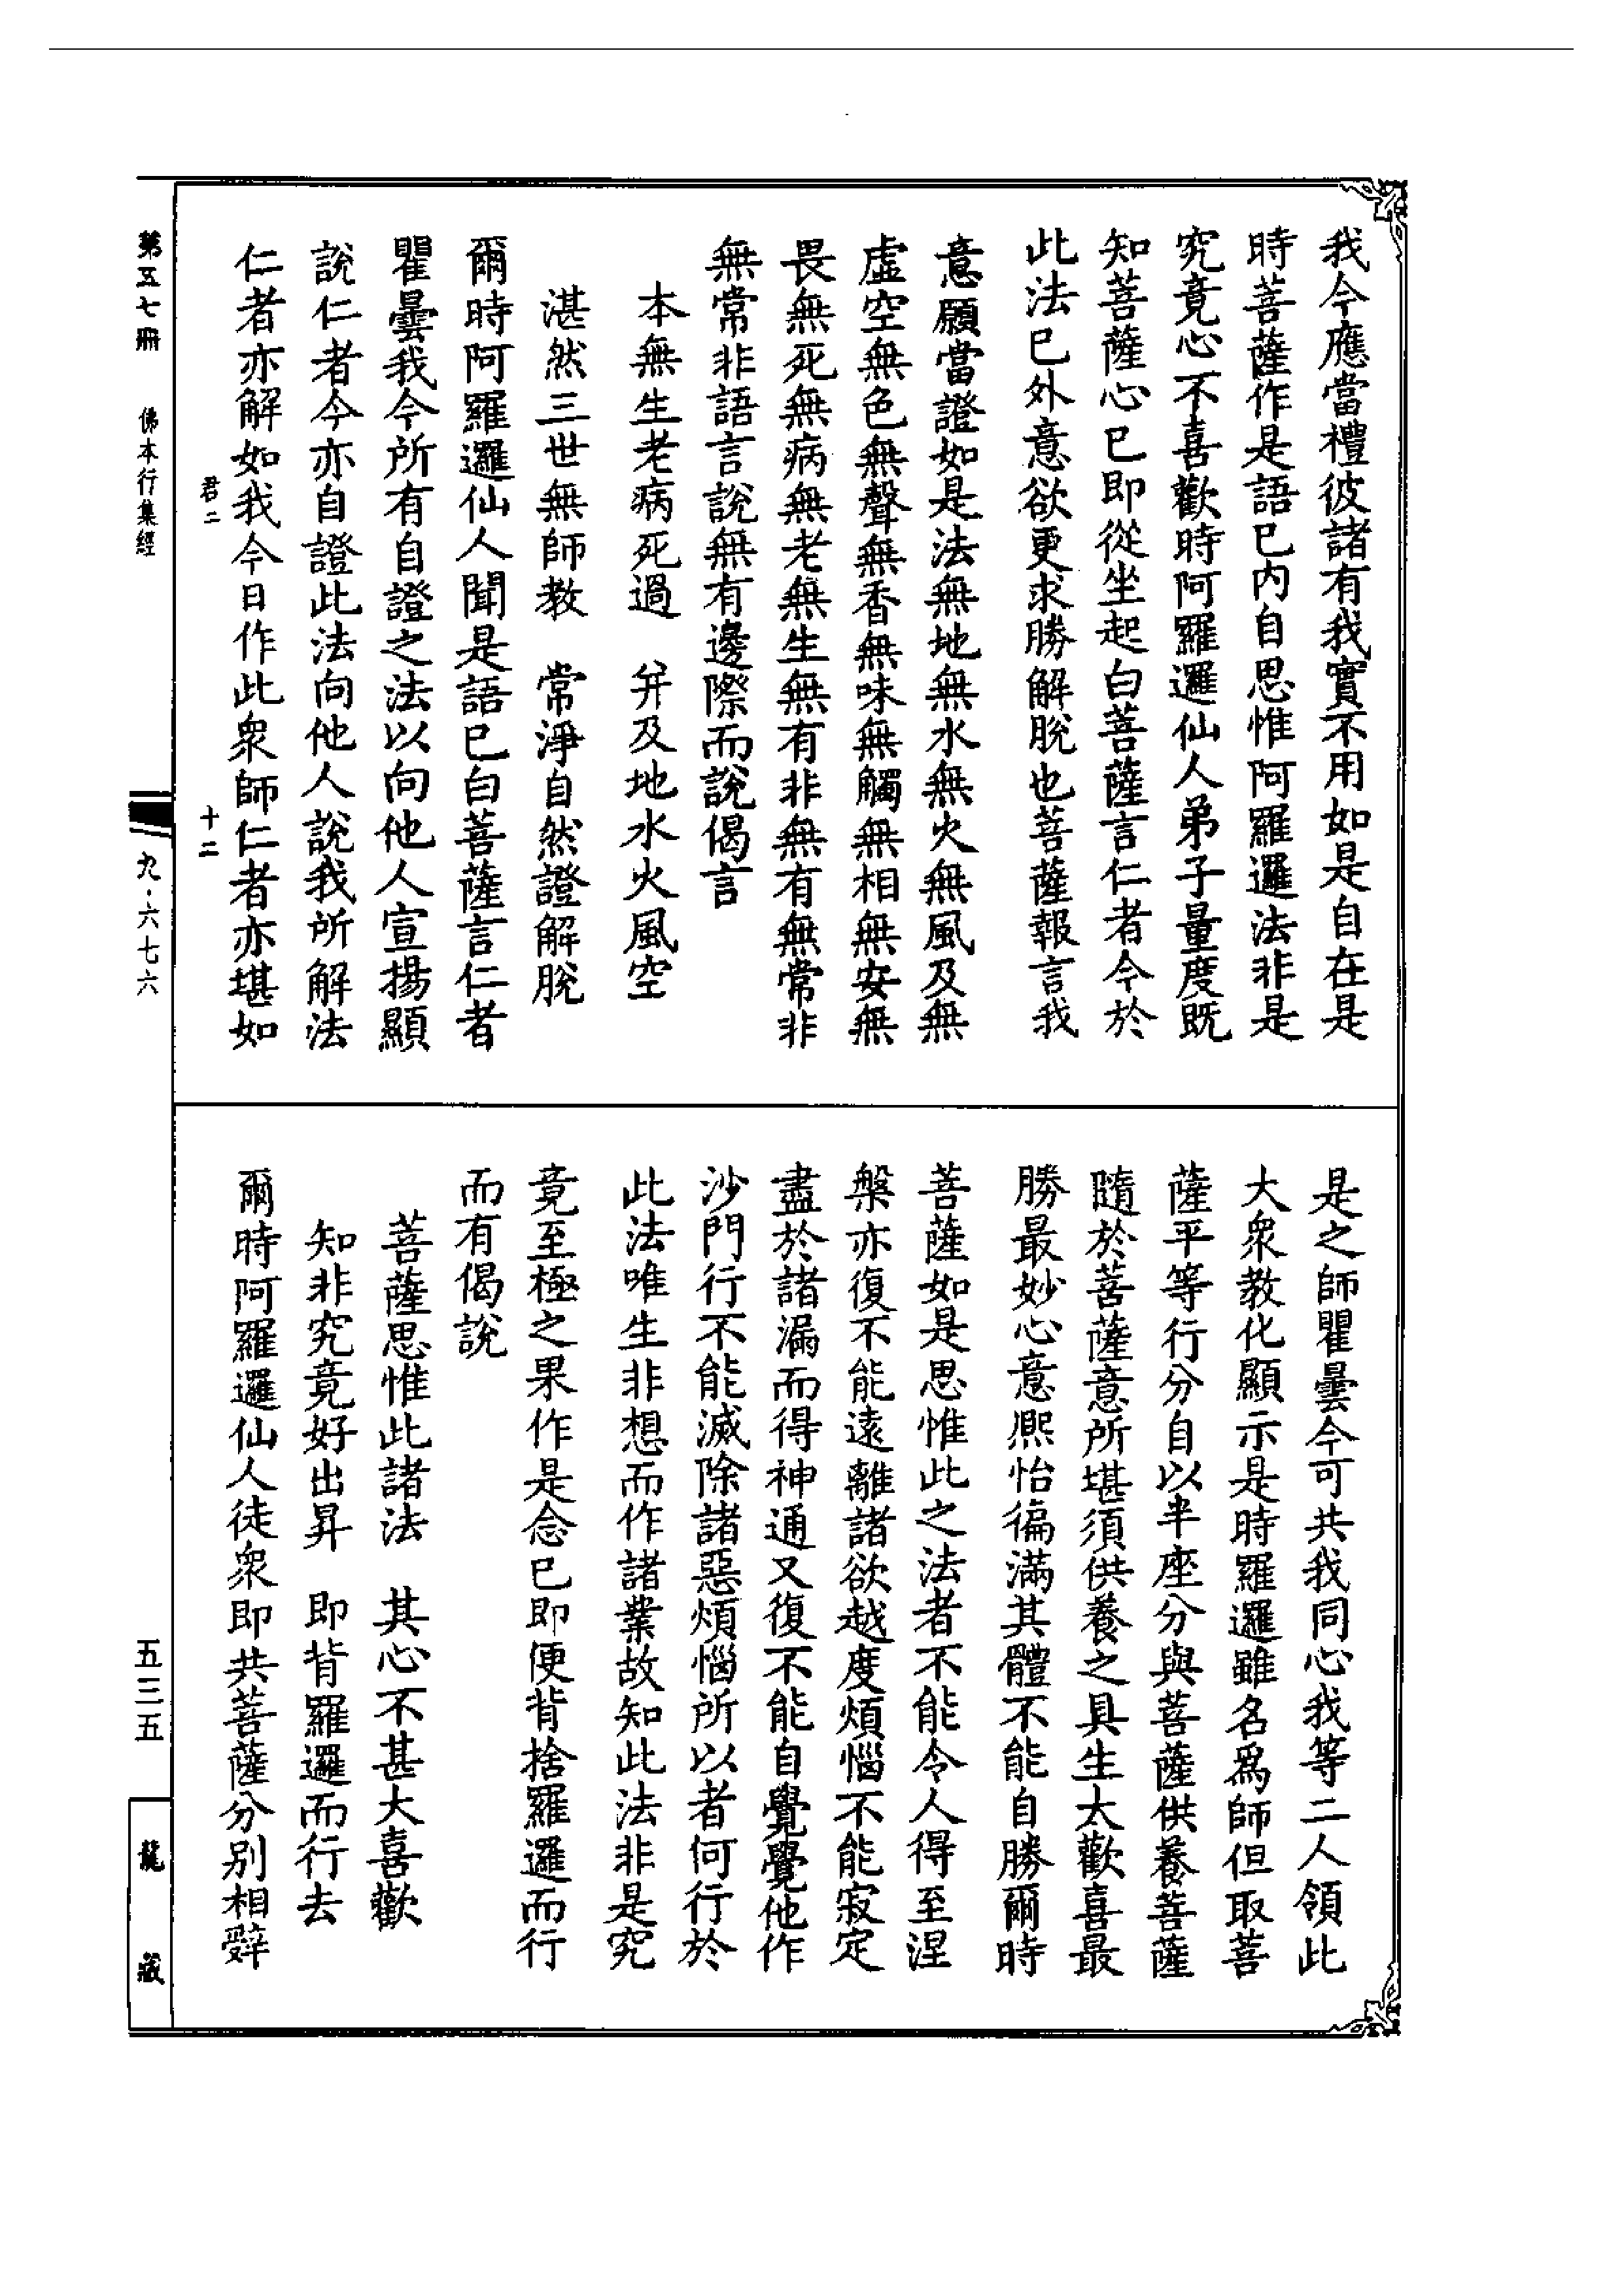 我今應當禮彼諸有我實不用如是自在是
時菩薩作是語已内自思惟阿羅邏法非是
究竟心不喜歡時阿羅邏仙人弟子量度既
知菩薩心已即從坐起白菩薩言仁者今於
此法已外意欲更求勝解脫也菩薩報言我
意願當證如是法無地無水無火無風及無
虛空無色無聲無香無味無觸無相無安無
畏無死無病無老無生無有非無有無常非
無常非語言說無有邊際而說偈言
本無生老病死過　并及地水火風空
湛然三世無師教　常淨自然證解脫
爾時阿羅邏仙人聞是語已白菩薩言仁者
瞿曇我今所有自證之法以向他人宣揚顯
說仁者今亦自證此法向他人說我所解法
仁者亦解如我今日作此衆師仁者亦堪如
君二　十二
是之師瞿曇今可共我同心我等二人領此
大衆教化顯示是時羅邏雖名爲師但取菩
薩平等行分自以半座分與菩薩供養菩薩
隨於菩薩意所堪須供養之具生大歡喜最
勝最妙心意熈怡徧滿其體不能自勝爾時
菩薩如是思惟此之法者不能令人得至涅
槃亦復不能遠離諸欲越度煩惱不能寂定
盡於諸漏而得神通又復不能自覺覺他作
沙門行不能滅除諸惡煩惱所以者何行於
此法唯生非想而作諸業故知此法非是究
竟至極之果作是念已即便背捨羅邏而行
而有偈說
菩薩思惟此諸法　其心不甚大喜歡
知非究竟好出昇　即背羅邏而行去
爾時阿羅邏仙人徒衆即共菩薩分別相辭
第五七冊　佛本行集經　九·六七六　五三五　龍藏